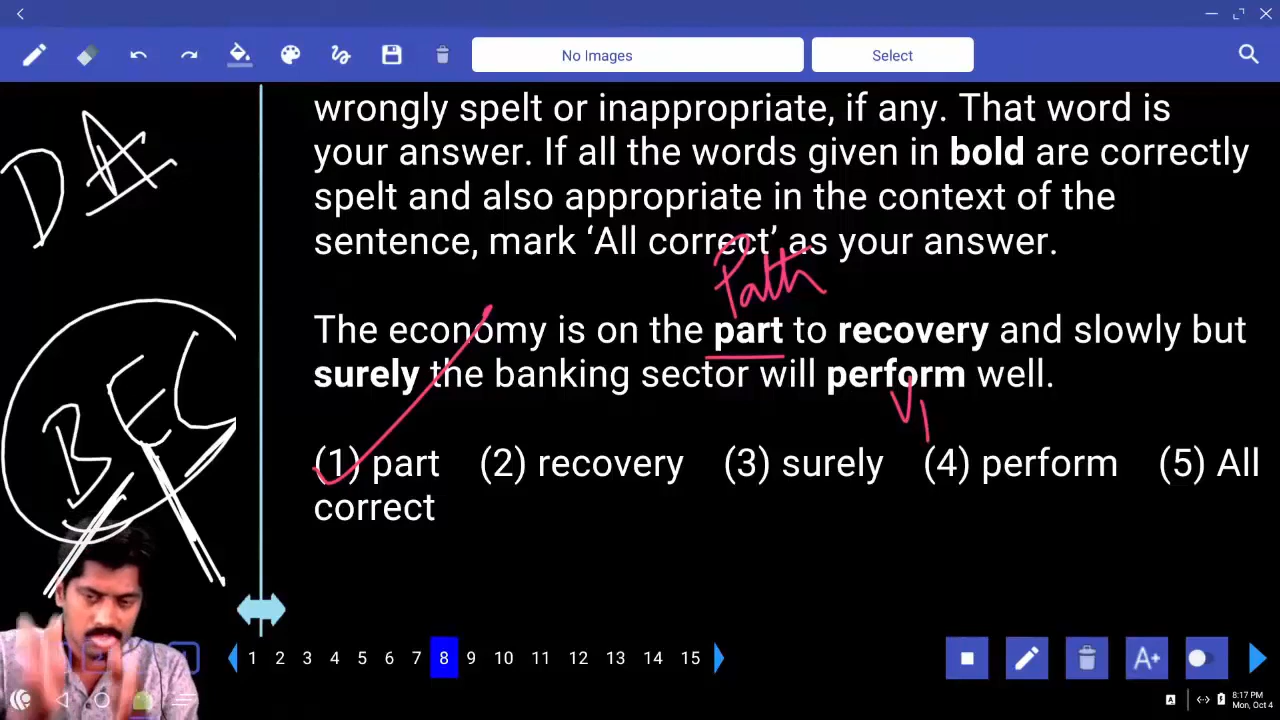 No Images
Select
wrongly spelt or inappropriate, if any. That word is
your answer. If all the words given in bold are correctly
spelt and also appropriate in the context of the
sentence, mark ‘All correct’ as your answer.
Path
The economy is on the part to recovery and slowly but
surely the banking sector will perform well.
V1
(1) part (2) recovery (3) surely (4) perform (5) All
correct
BEC
1 2 3 4 5 6 7 8 9 10 11 12 13 14 15
A+
A
8:17 PM
Mon, Oct 4